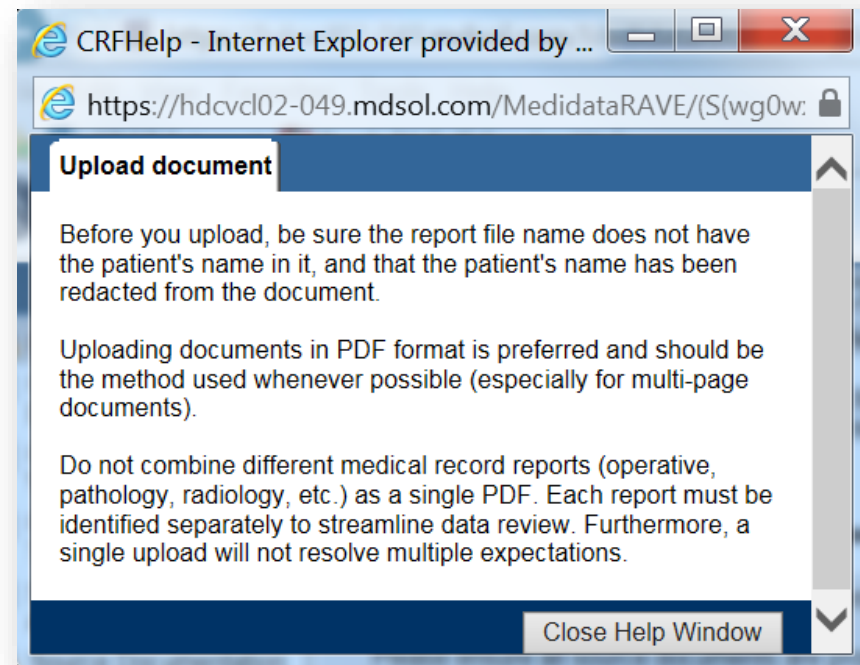 CRFHelp - Internet Explorer provided by ...
https://hdcvcl02-049.mdsol.com/MedidataRAVE/(S(wg0w:
Upload document
Before you upload, be sure the report file name does not have
the patient's name in it, and that the patient's name has been
redacted from the document.
Uploading documents in PDF format is preferred and should be
the method used whenever possible (especially for multi-page
documents).
Do not combine different medical record reports (operative,
pathology, radiology, etc.) as a single PDF. Each report must be
identified separately to streamline data review. Furthermore, a
single upload will not resolve multiple expectations.
Close Help Window